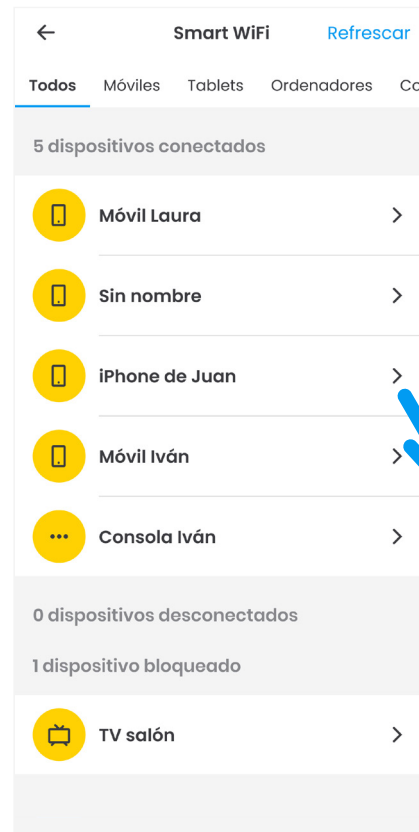 Smart WiFi Refrescar
Todos Móviles Tablets Ordenadores Co
5 dispositivos conectados
Móvil Laura
Sin nombre
iPhone de Juan
Móvil Iván
Consola Iván
0 dispositivos desconectados
1 dispositivo bloqueado
TV salón